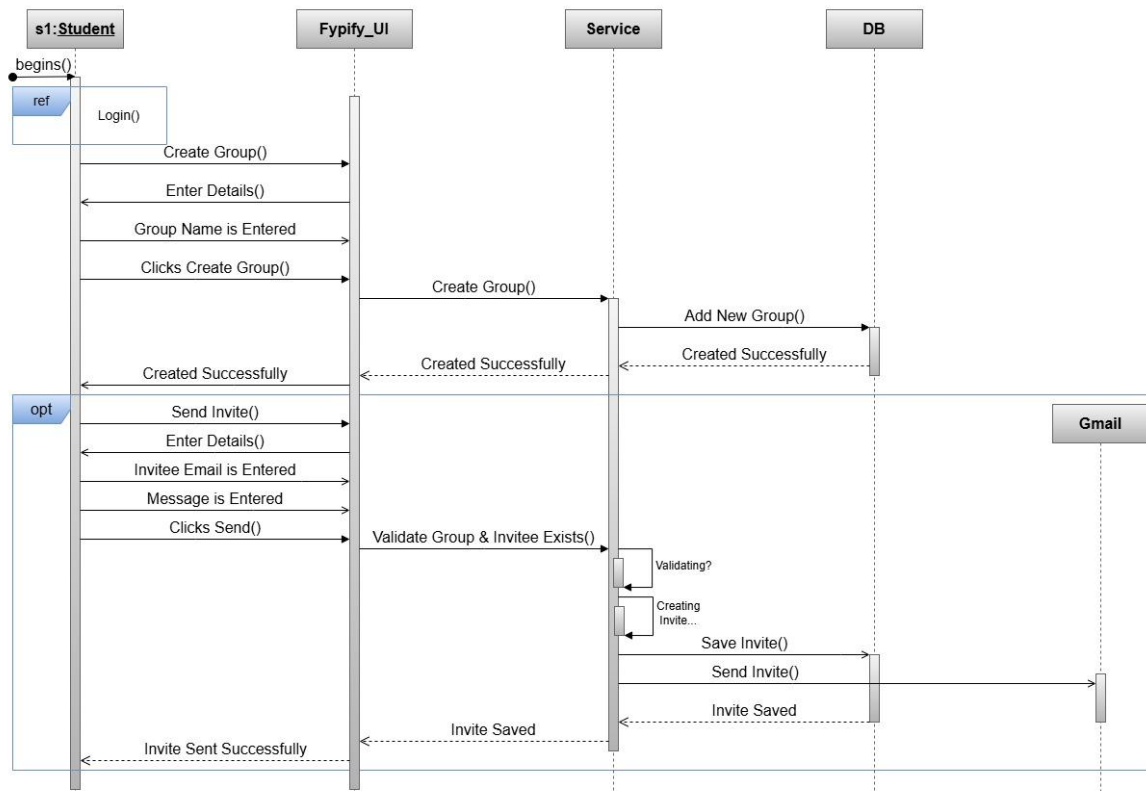 s1:Student
Fypify_UI
Service
DB
begins()
ref
Login()
Create Group()
Enter Details()
Group Name is Entered
Clicks Create Group()
Create Group()
Add New Group()
Created Successfully
Created Successfully
Created Successfully
opt
Gmail
Send Invite()
Enter Details()
Invitee Email is Entered
Message is Entered
Clicks Send()
Validate Group & Invitee Exists()
Validating?
Creating
Invite...
Save Invite()
Send Invite()
Invite Saved
Invite Saved
Invite Sent Successfully